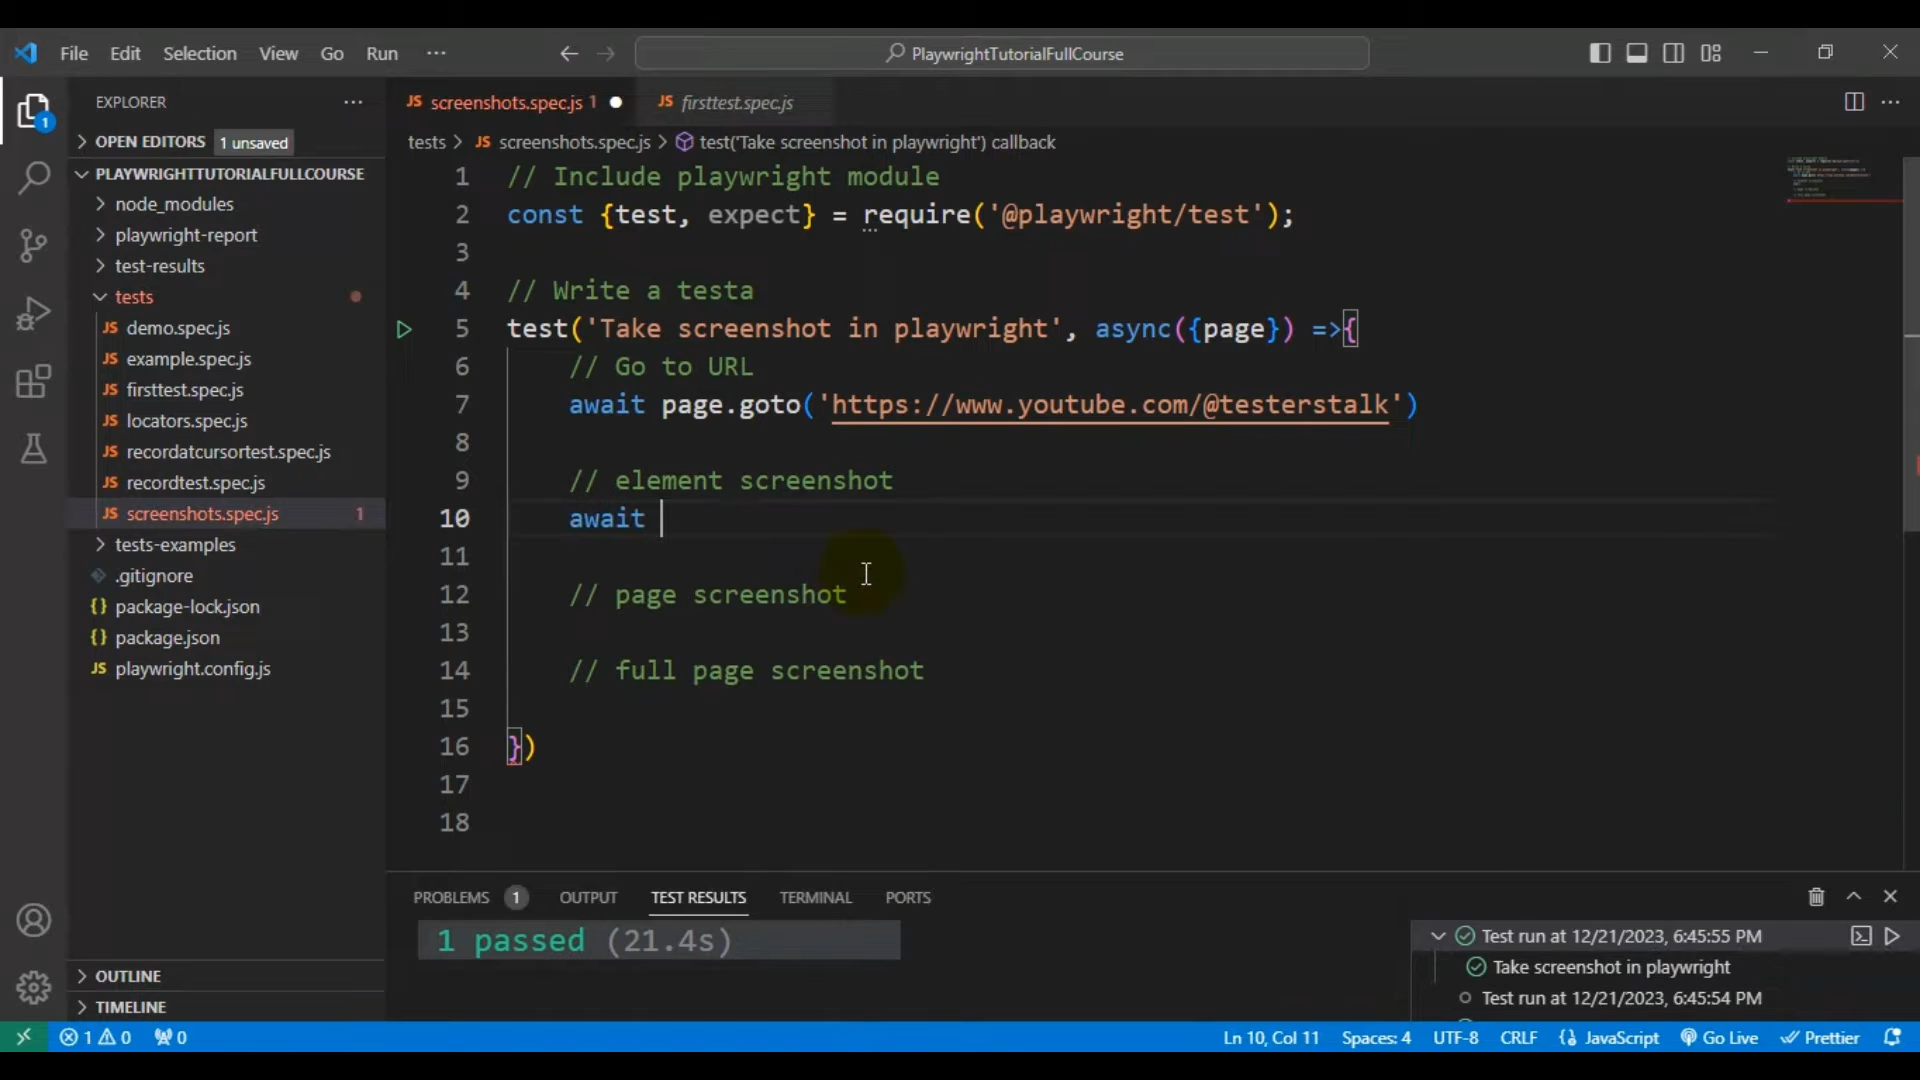 File Edit Selection View Go Run ··· PlaywrightTutorialFullCourse
EXPLORER ···
JS screenshots.spec.js 1
JS firsttest.spec.js ···
OPEN EDITORS 1 unsaved
tests > JS screenshots.spec.js > test('Take screenshot in playwright') callback
PLAYWRIGHTTUTORIALFULLCOURSE
node_modules
playwright-report
test-results
tests
JS demo.spec.js
JS example.spec.js
JS firsttest.spec.js
JS locators.spec.js
JS recordatcursortest.spec.js
JS recordtest.spec.js
JS screenshots.spec.js 1
tests-examples
.gitignore
{} package-lock.json
{} package.json
JS playwright.config.js
OUTLINE
TIMELINE
1
1 // Include playwright module
2 const {test, expect} = require('@playwright/test');
3
4 // Write a testa
5 test('Take screenshot in playwright', async({page}) =>{
6 // Go to URL
7 await page.goto('https://www.youtube.com/@testerstalk')
8
9 // element screenshot
10 await
11
12 // page screenshot
13
14 // full page screenshot
15
16 })
17
18
PROBLEMS 1 OUTPUT TEST RESULTS TERMINAL PORTS
1 passed (21.4s)
Test run at 12/21/2023, 6:45:55 PM
Take screenshot in playwright
Test run at 12/21/2023, 6:45:54 PM
1 0 0 Ln 10, Col 11 Spaces: 4 UTF-8 CRLF JavaScript Go Live Prettier